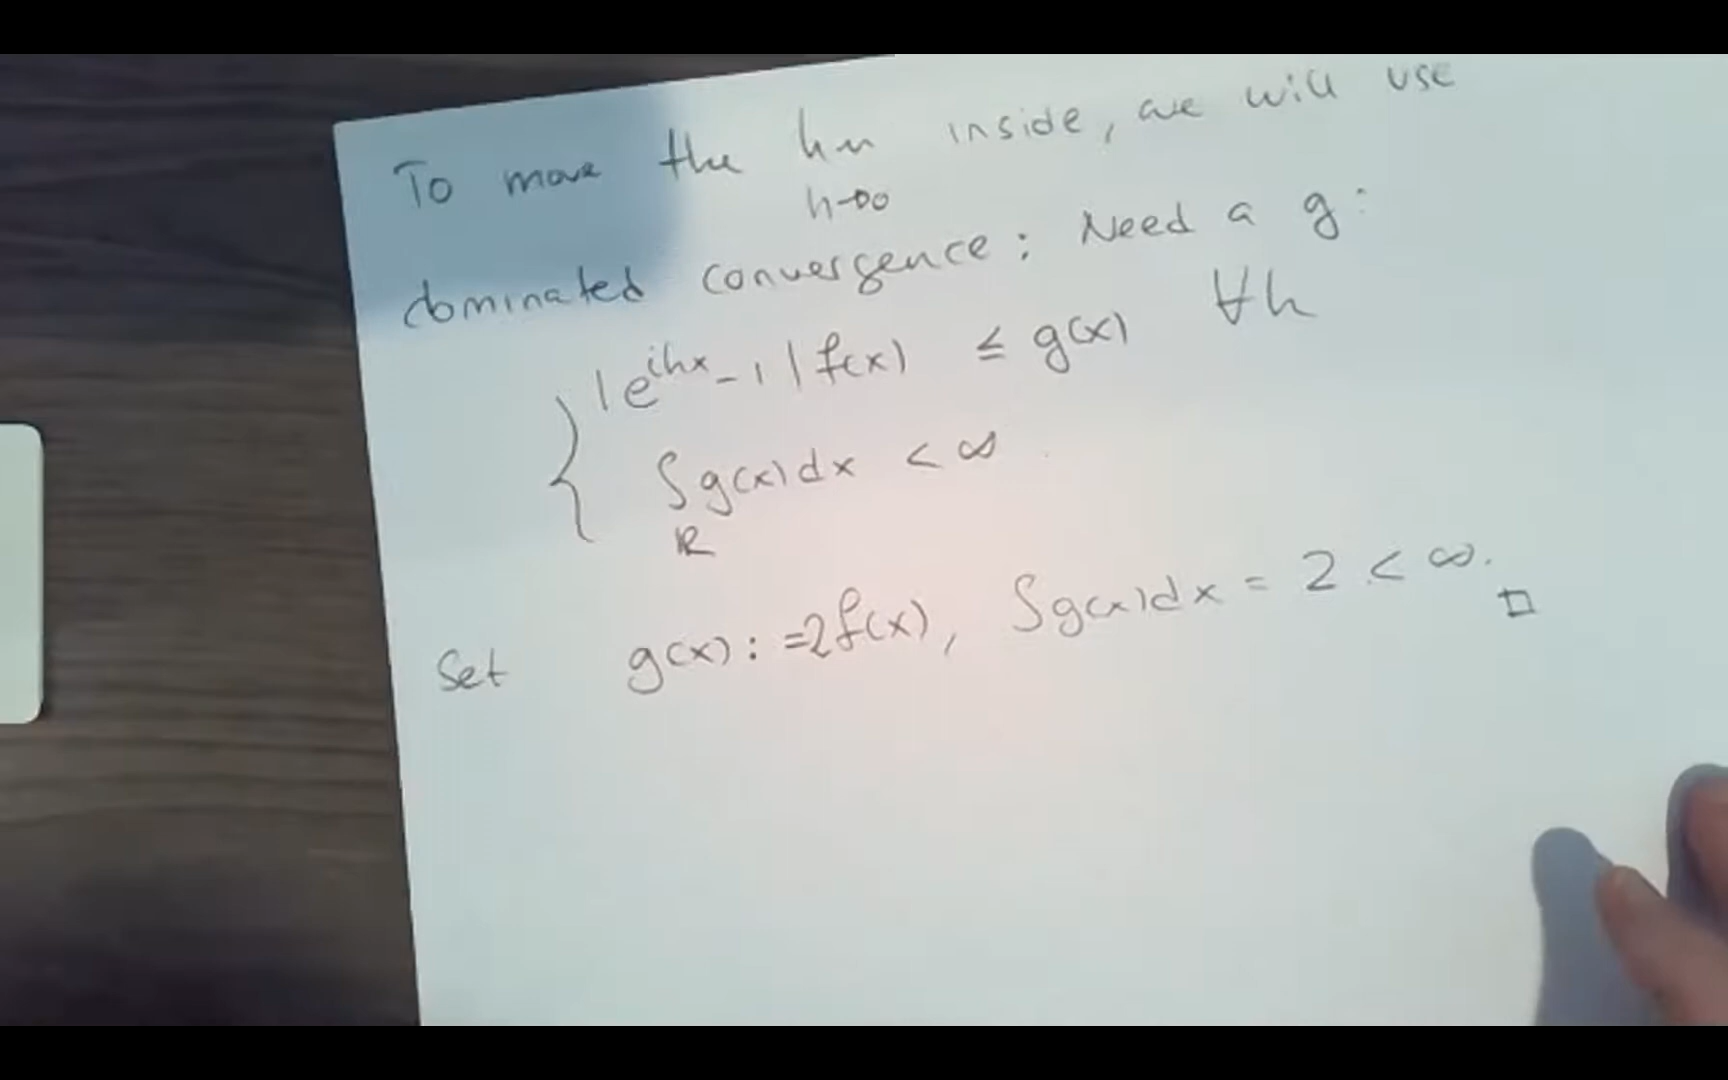 To move the lim inside, we will use
h→0
dominated convergence: Need a g:
|e^{ihx} - 1| f(x) ≤ g(x) ∀h
∫_ℝ g(x)dx < ∞
Set g(x) := 2f(x), ∫g(x)dx = 2 < ∞. □